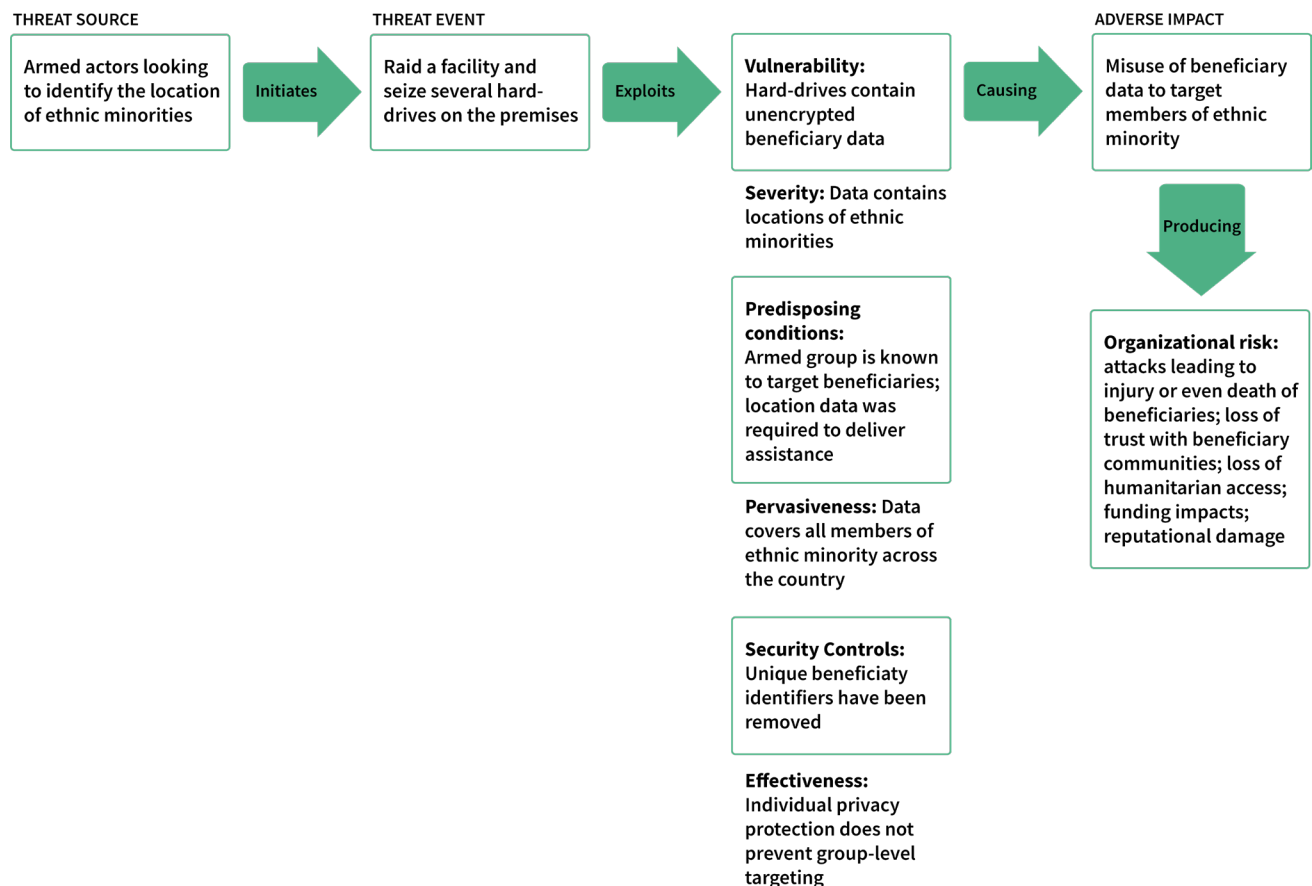 THREAT SOURCE
Armed actors looking
to identify the location
of ethnic minorities
Initiates
THREAT EVENT
Raid a facility and
seize several hard-
drives on the premises
Exploits
Vulnerability:
Hard-drives contain
unencrypted
beneficiary data
Severity: Data contains
locations of ethnic
minorities
Predisposing
conditions:
Armed group is known
to target beneficiaries;
location data was
required to deliver
assistance
Pervasiveness: Data
covers all members of
ethnic minority across
the country
Security Controls:
Unique beneficiaty
identifiers have been
removed
Effectiveness:
Individual privacy
protection does not
prevent group-level
targeting
Causing
ADVERSE IMPACT
Misuse of beneficiary
data to target
members of ethnic
minority
Producing
Organizational risk:
attacks leading to
injury or even death of
beneficiaries; loss of
trust with beneficiary
communities; loss of
humanitarian access;
funding impacts;
reputational damage